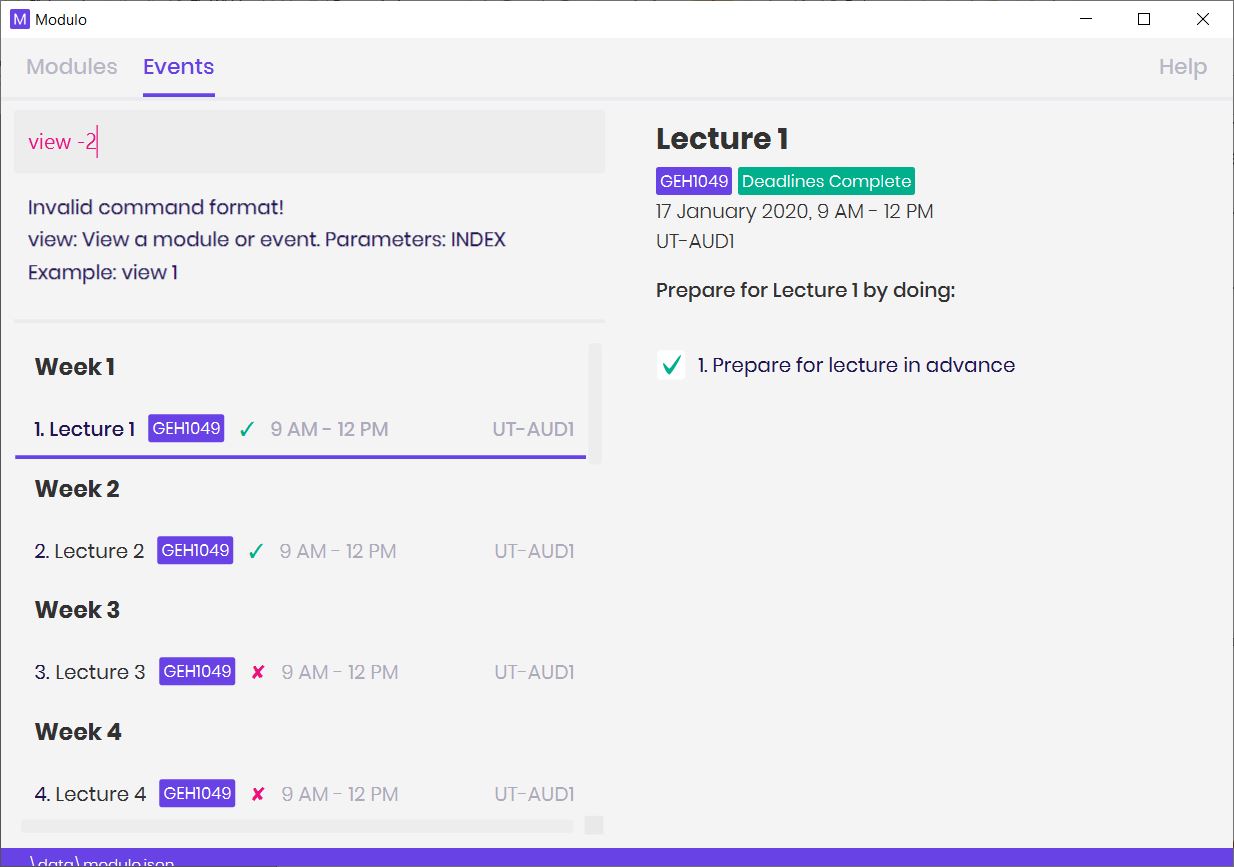 M Modulo
Modules Events Help
view -2
Invalid command format!
view: View a module or event. Parameters: INDEX
Example: view 1
Week 1
1. Lecture 1 GEH1049 ✓ 9 AM - 12 PM UT-AUD1
Week 2
2. Lecture 2 GEH1049 ✓ 9 AM - 12 PM UT-AUD1
Week 3
3. Lecture 3 GEH1049 ✘ 9 AM - 12 PM UT-AUD1
Week 4
4. Lecture 4 GEH1049 ✘ 9 AM - 12 PM UT-AUD1
Lecture 1
GEH1049 Deadlines Complete
17 January 2020, 9 AM - 12 PM
UT-AUD1
Prepare for Lecture 1 by doing:
✓ 1. Prepare for lecture in advance
\data\modulo.json